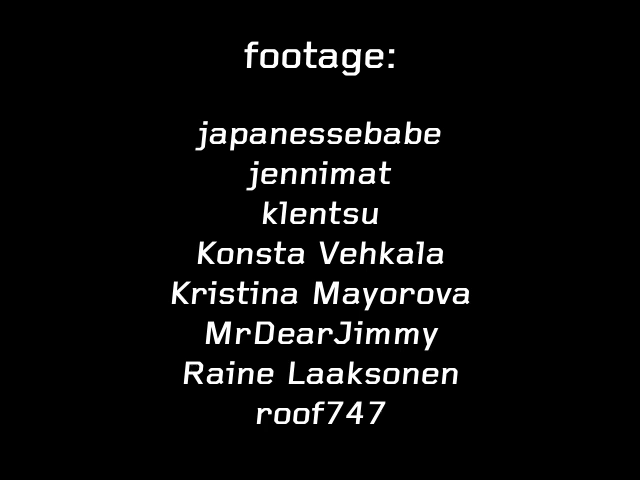 footage:
japanessebabe
jennimat
klentsu
Konsta Vehkala
Kristina Mayorova
MrDearJimmy
Raine Laaksonen
roof747